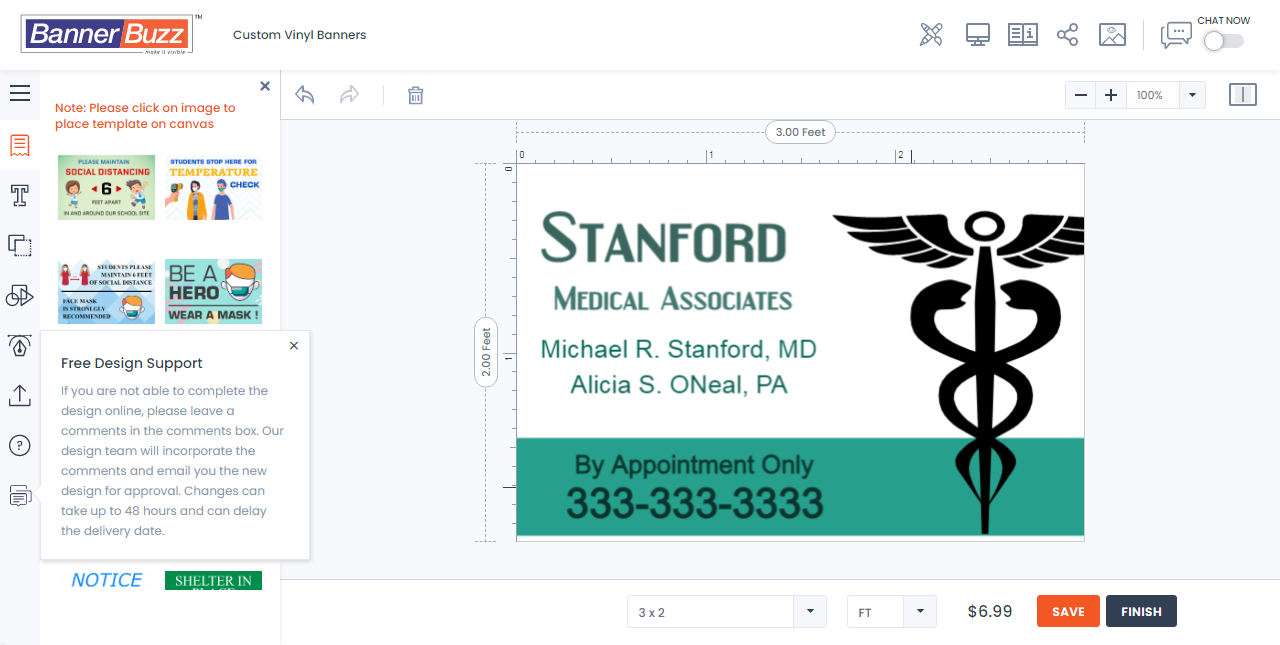 BannerBuzz™
make it visible
Custom Vinyl Banners
CHAT NOW
Note: Please click on image to
place template on canvas
100%
PLEASE MAINTAIN
SOCIAL DISTANCING
6
FEET APART
IN AND AROUND OUR SCHOOL SITE
STUDENTS STOP HERE FOR
TEMPERATURE
CHECK
STUDENTS PLEASE
MAINTAIN 6 FEET
OF SOCIAL DISTANCE
FACE MASK
IS STRONLGLY
RECOMMENDED
BE A
HERO
WEAR A MASK !
Free Design Support
If you are not able to complete the
design online, please leave a
comments in the comments box. Our
design team will incorporate the
comments and email you the new
design for approval. Changes can
take up to 48 hours and can delay
the delivery date.
NOTICE
SHELTER IN
PLACE
3.00 Feet
0 1 2
0
1
2.00 Feet
STANFORD
MEDICAL ASSOCIATES
Michael R. Stanford, MD
Alicia S. ONeal, PA
By Appointment Only
333-333-3333
3 x 2
FT
$6.99
SAVE
FINISH